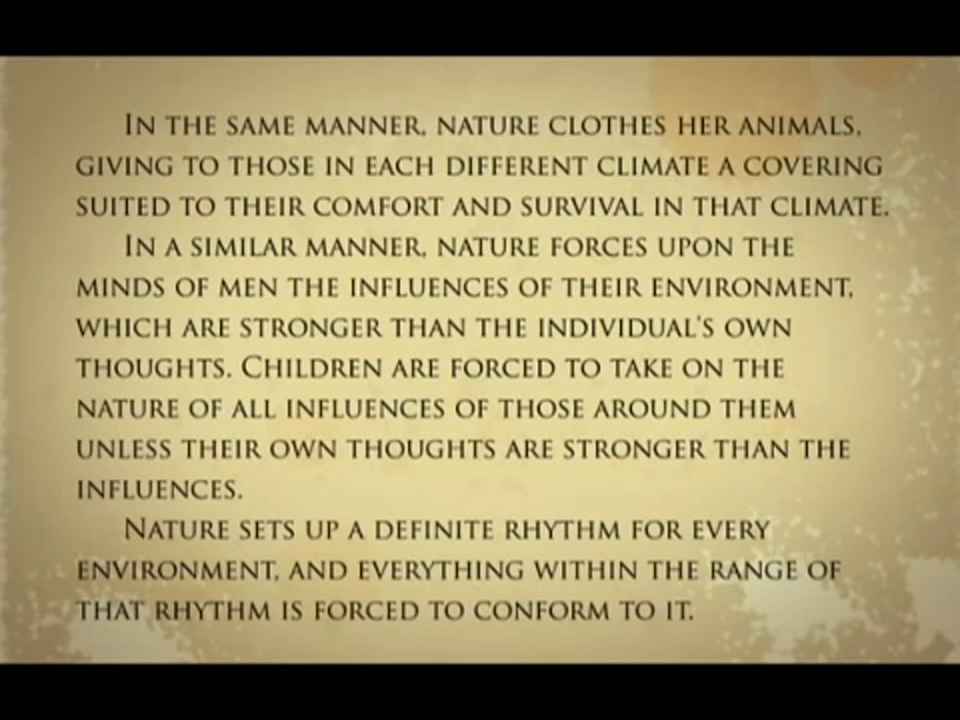 In the same manner, nature clothes her animals,
giving to those in each different climate a covering
suited to their comfort and survival in that climate.
In a similar manner, nature forces upon the
minds of men the influences of their environment,
which are stronger than the individual's own
thoughts. Children are forced to take on the
nature of all influences of those around them
unless their own thoughts are stronger than the
influences.
Nature sets up a definite rhythm for every
environment, and everything within the range of
that rhythm is forced to conform to it.